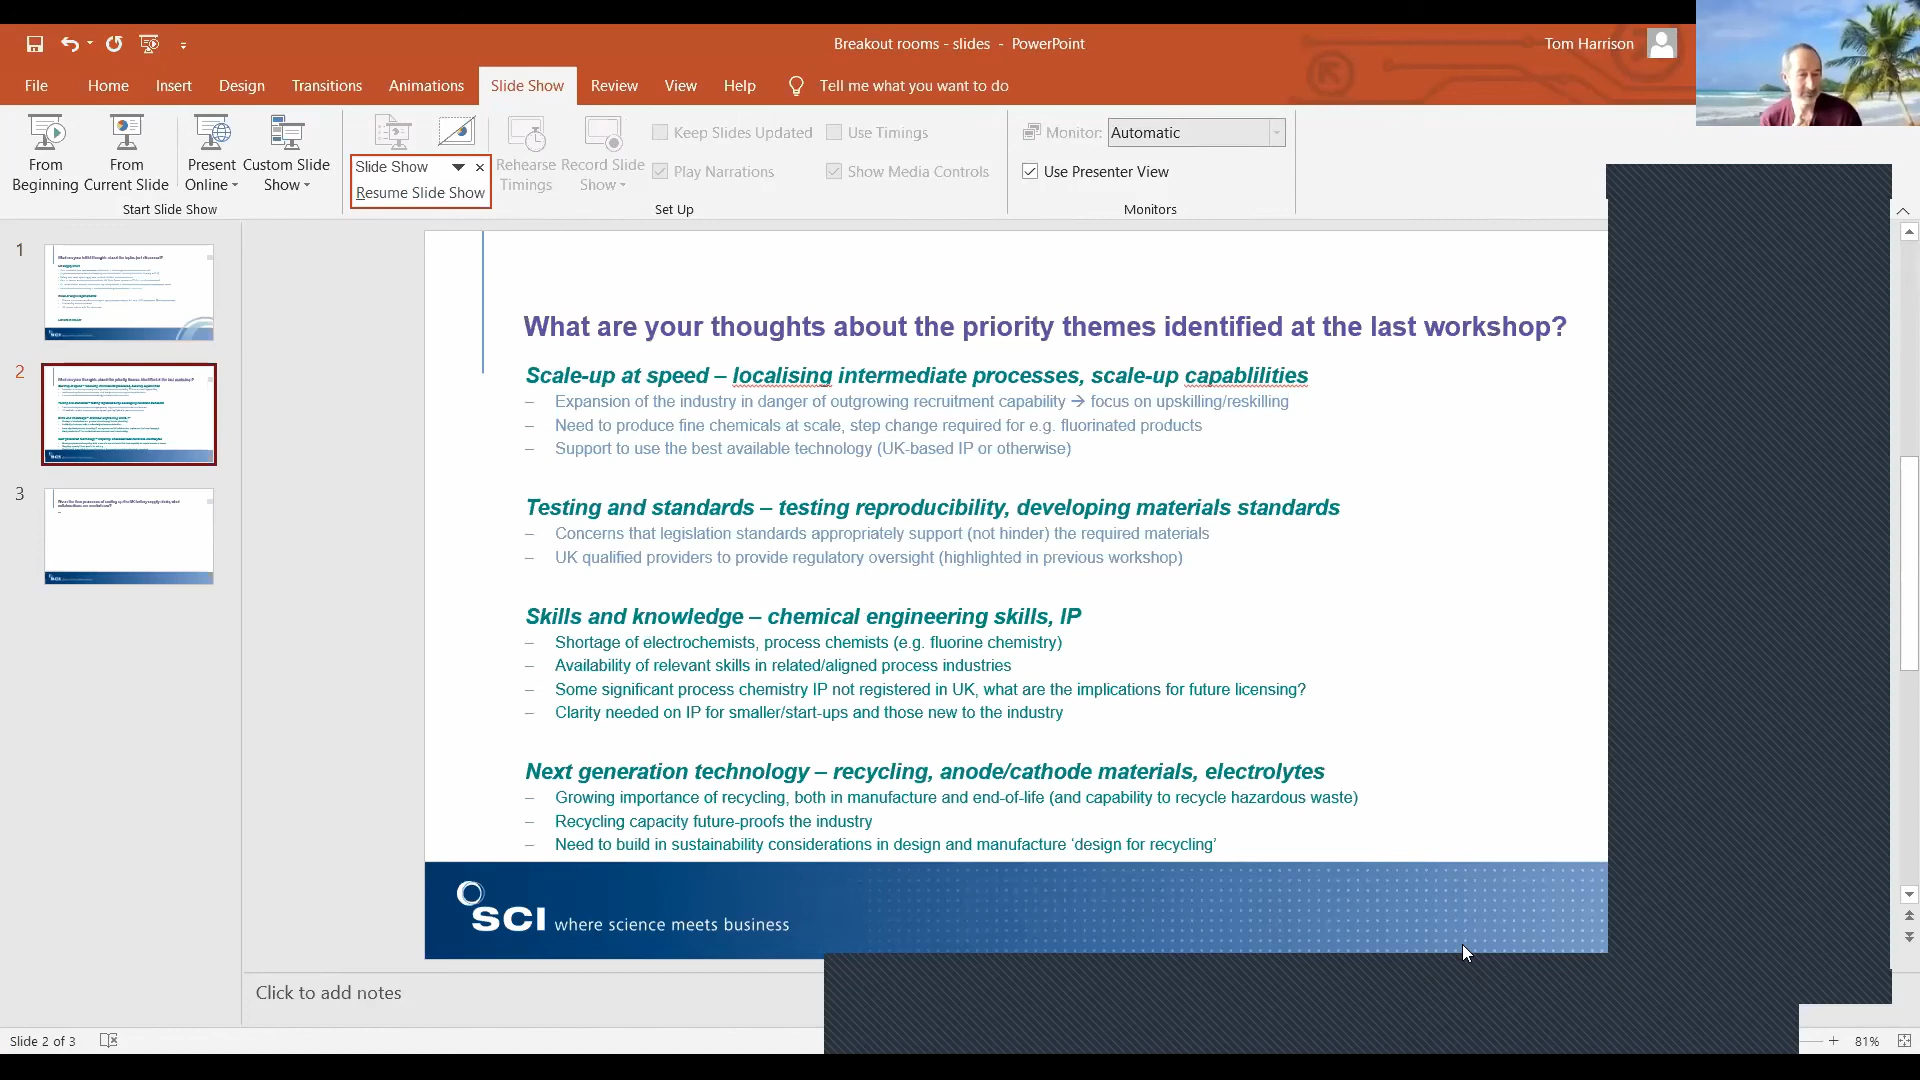 Breakout rooms - slides - PowerPoint
Tom Harrison
File Home Insert Design Transitions Animations Slide Show Review View Help Tell me what you want to do
From Beginning
From Current Slide
Present Online
Custom Slide Show
Start Slide Show
Slide Show
Resume Slide Show
Rehearse Timings
Record Slide Show
Keep Slides Updated
Use Timings
Play Narrations
Show Media Controls
Set Up
Monitor: Automatic
Use Presenter View
Monitors
1
2
3
What are your thoughts about the priority themes identified at the last workshop?
Scale-up at speed – localising intermediate processes, scale-up capablilities
– Expansion of the industry in danger of outgrowing recruitment capability → focus on upskilling/reskilling
– Need to produce fine chemicals at scale, step change required for e.g. fluorinated products
– Support to use the best available technology (UK-based IP or otherwise)
Testing and standards – testing reproducibility, developing materials standards
– Concerns that legislation standards appropriately support (not hinder) the required materials
– UK qualified providers to provide regulatory oversight (highlighted in previous workshop)
Skills and knowledge – chemical engineering skills, IP
– Shortage of electrochemists, process chemists (e.g. fluorine chemistry)
– Availability of relevant skills in related/aligned process industries
– Some significant process chemistry IP not registered in UK, what are the implications for future licensing?
– Clarity needed on IP for smaller/start-ups and those new to the industry
Next generation technology – recycling, anode/cathode materials, electrolytes
– Growing importance of recycling, both in manufacture and end-of-life (and capability to recycle hazardous waste)
– Recycling capacity future-proofs the industry
– Need to build in sustainability considerations in design and manufacture ‘design for recycling’
SCI where science meets business
Click to add notes
Slide 2 of 3
81%